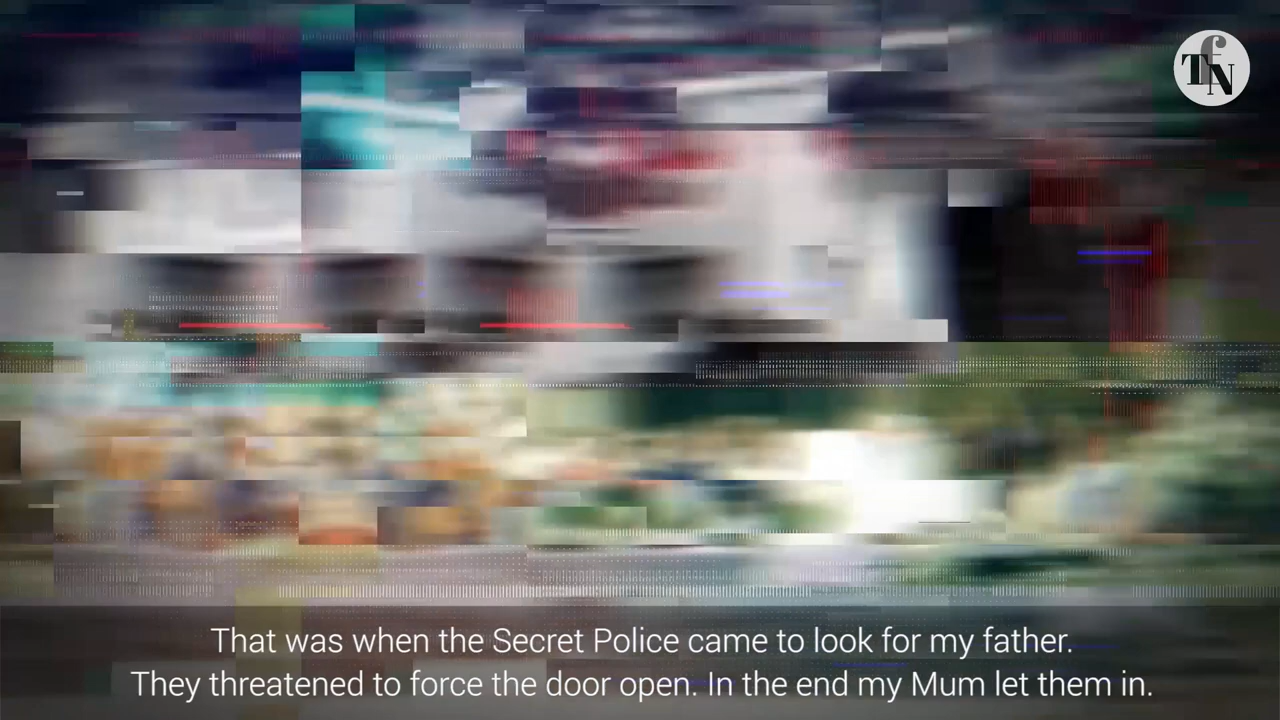 TfN
That was when the Secret Police came to look for my father.
They threatened to force the door open. In the end my Mum let them in.